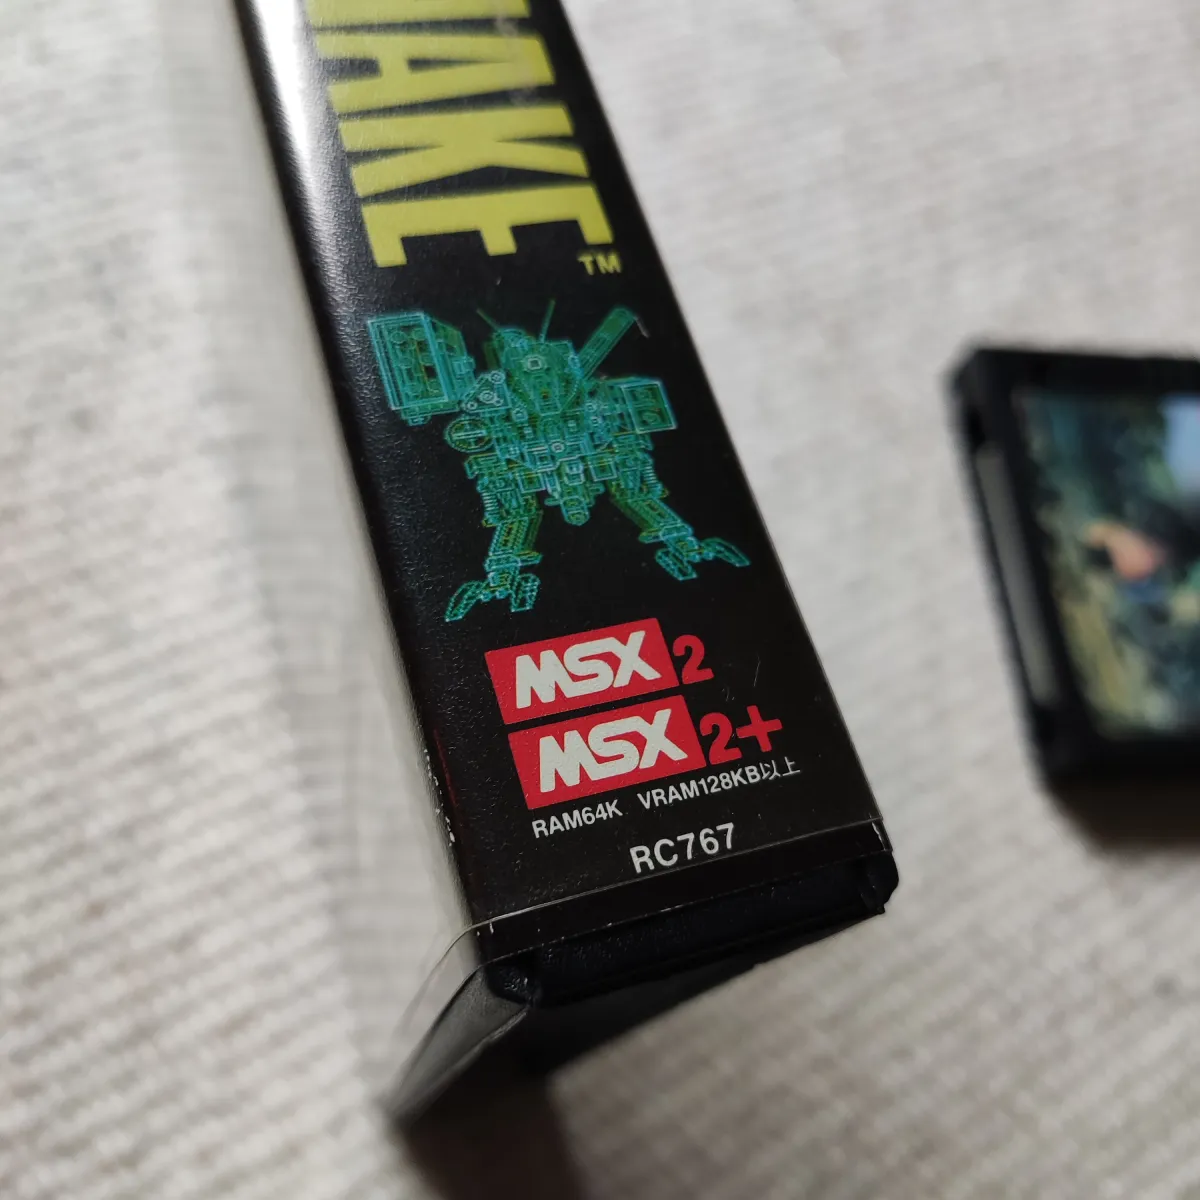 AKE
TM
MSX 2
MSX 2+
RAM64K VRAM128KB以上
RC767